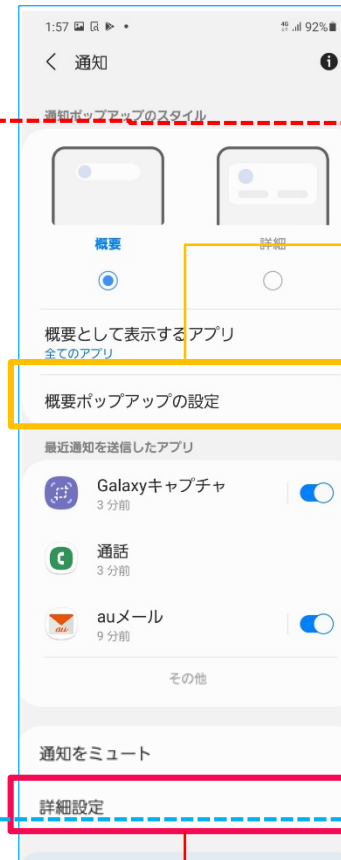 1:57
4G .ıl 92%
通知
通知ポップアップのスタイル
概要
詳細
概要として表示するアプリ
全てのアプリ
概要ポップアップの設定
最近通知を送信したアプリ
Galaxyキャプチャ
3 分前
通話
3 分前
auメール
9 分前
その他
通知をミュート
詳細設定